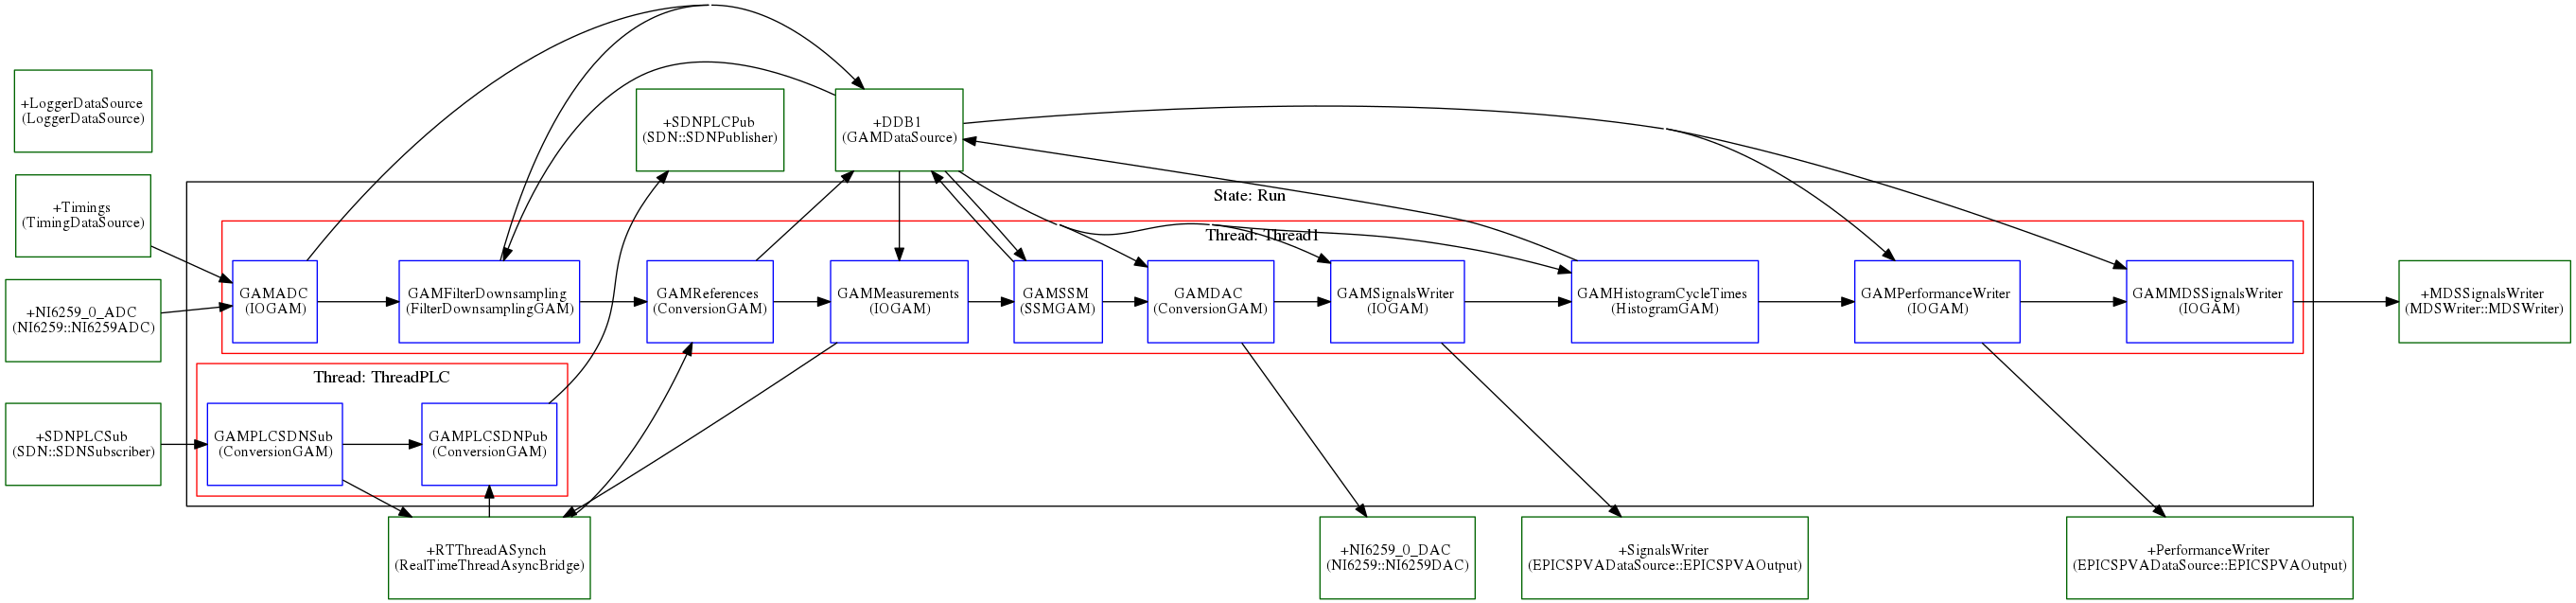 +LoggerDataSource
(LoggerDataSource)
+SDNPLCPub
(SDN::SDNPublisher)
+DDB1
(GAMDataSource)
+Timings
(TimingDataSource)
State: Run
Thread: Thread1
+NI6259_0_ADC
(NI6259::NI6259ADC)
GAMADC
(IOGAM)
GAMFilterDownsampling
(FilterDownsamplingGAM)
GAMReferences
(ConversionGAM)
GAMMeasurements
(IOGAM)
GAMSSM
(SSMGAM)
GAMDAC
(ConversionGAM)
GAMSignalsWriter
(IOGAM)
GAMHistogramCycleTimes
(HistogramGAM)
GAMPerformanceWriter
(IOGAM)
GAMMDSSignalsWriter
(IOGAM)
+MDSSignalsWriter
(MDSWriter::MDSWriter)
Thread: ThreadPLC
+SDNPLCSub
(SDN::SDNSubscriber)
GAMPLCSDNSub
(ConversionGAM)
GAMPLCSDNPub
(ConversionGAM)
+RTThreadASynch
(RealTimeThreadAsyncBridge)
+NI6259_0_DAC
(NI6259::NI6259DAC)
+SignalsWriter
(EPICSPVADataSource::EPICSPVAOutput)
+PerformanceWriter
(EPICSPVADataSource::EPICSPVAOutput)